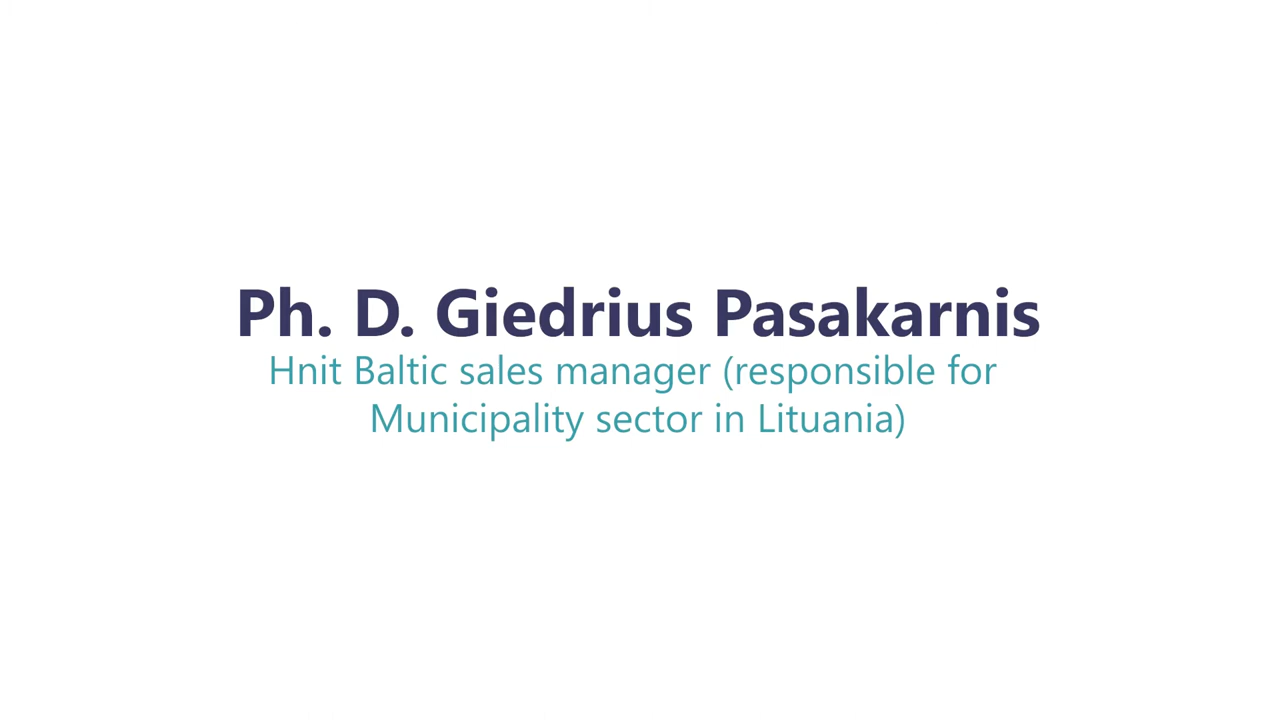 Ph. D. Giedrius Pasakarnis
Hnit Baltic sales manager (responsible for
Municipality sector in Lituania)